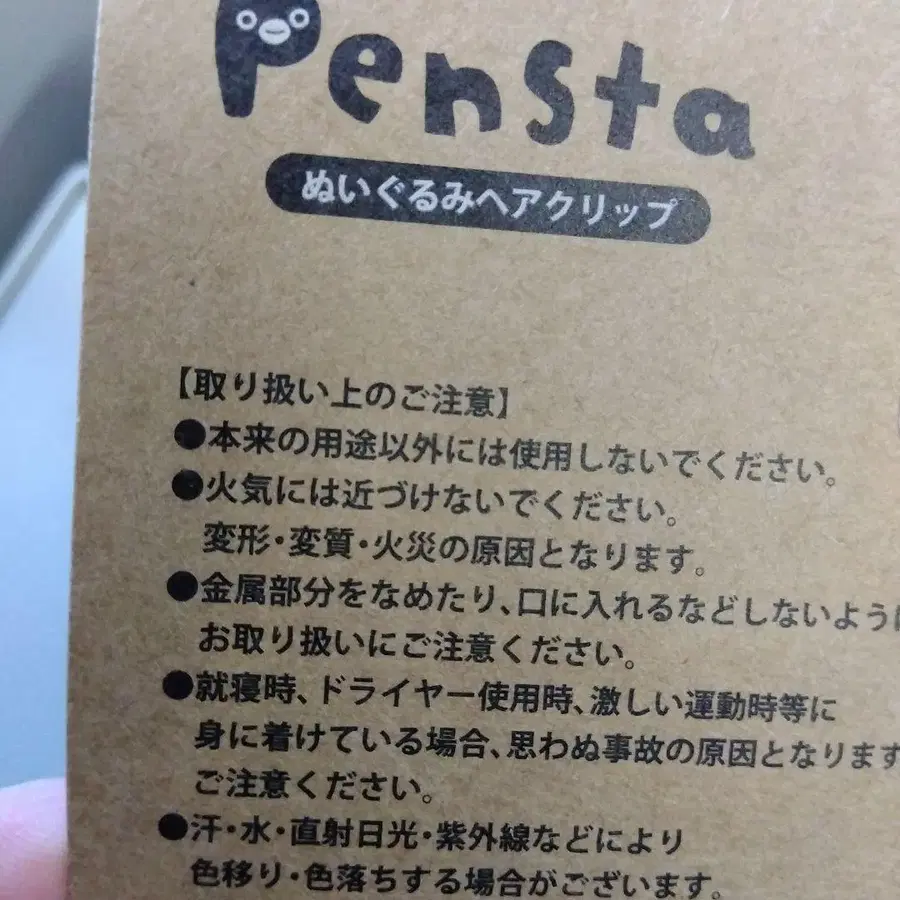 Pensta
ぬいぐるみヘアクリップ
【取り扱い上のご注意】
●本来の用途以外には使用しないでください。
●火気には近づけないでください。
変形・変質・火災の原因となります。
●金属部分をなめたり、口に入れるなどしないように
お取り扱いにご注意ください。
●就寝時、ドライヤー使用時、激しい運動時等に
身に着けている場合、思わぬ事故の原因となります
ご注意ください。
●汗・水・直射日光・紫外線などにより
色移り・色落ちする場合がございます。